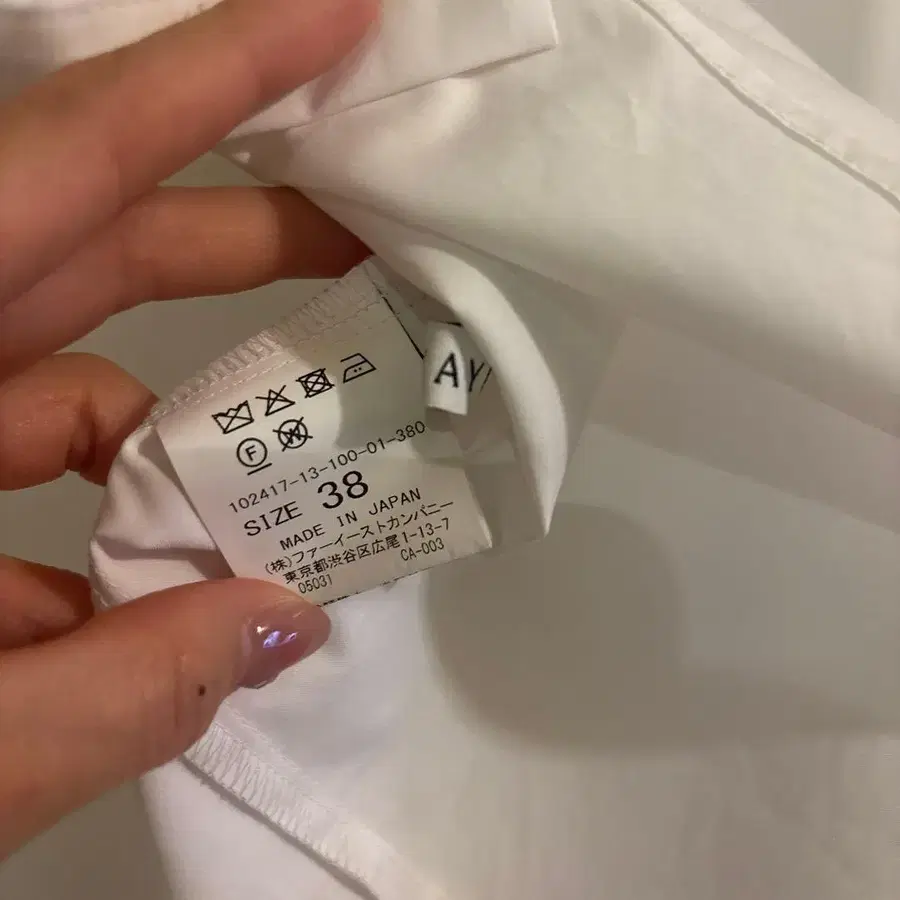 AY
F
W
102417-13-100-01-380
SIZE 38
MADE IN JAPAN
(株)ファーイーストカンパニー
東京都渋谷区広尾1-13-7
05031 CA-003